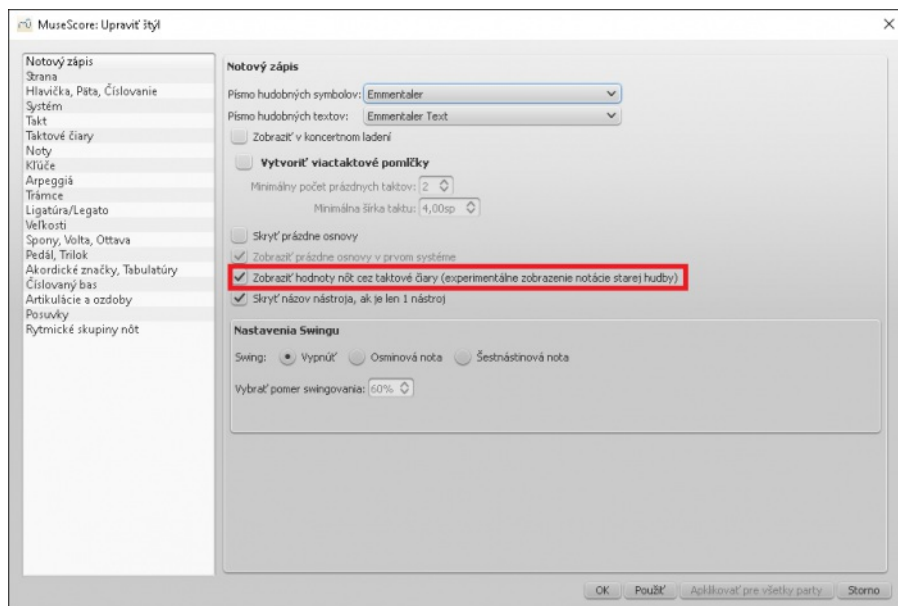 MuseScore: Upraviť štýl
Notový zápis
Strana
Hlavička, Päta, Číslovanie
Systém
Takt
Taktové čiary
Noty
Kľúče
Arpeggiá
Trámce
Ligatúra/Legato
Veľkosti
Spony, Volta, Ottava
Pedál, Trilok
Akordické značky, Tabulatúry
Číslovaný bas
Artikulácie a ozdoby
Posuvky
Rytmické skupiny nôt
Notový zápis
Písmo hudobných symbolov: Emmentaler
Písmo hudobných textov: Emmentaler Text
Zobraziť v koncertnom ladení
Vytvoriť viactaktové pomlčky
Minimálny počet prázdnych taktov: 2
Minimálna šírka taktu: 4,00sp
Skryť prázdne osnovy
Zobraziť prázdne osnovy v prvom systéme
Zobraziť hodnoty nôt cez taktové čiary (experimentálne zobrazenie notácie starej hudby)
Skryť názov nástroja, ak je len 1 nástroj
Nastavenia Swingu
Swing: Vypnúť Osminová nota Šestnástinová nota
Vybrať pomer swingovania: 60%
OK Použiť Aplikovať pre všetky party Storno